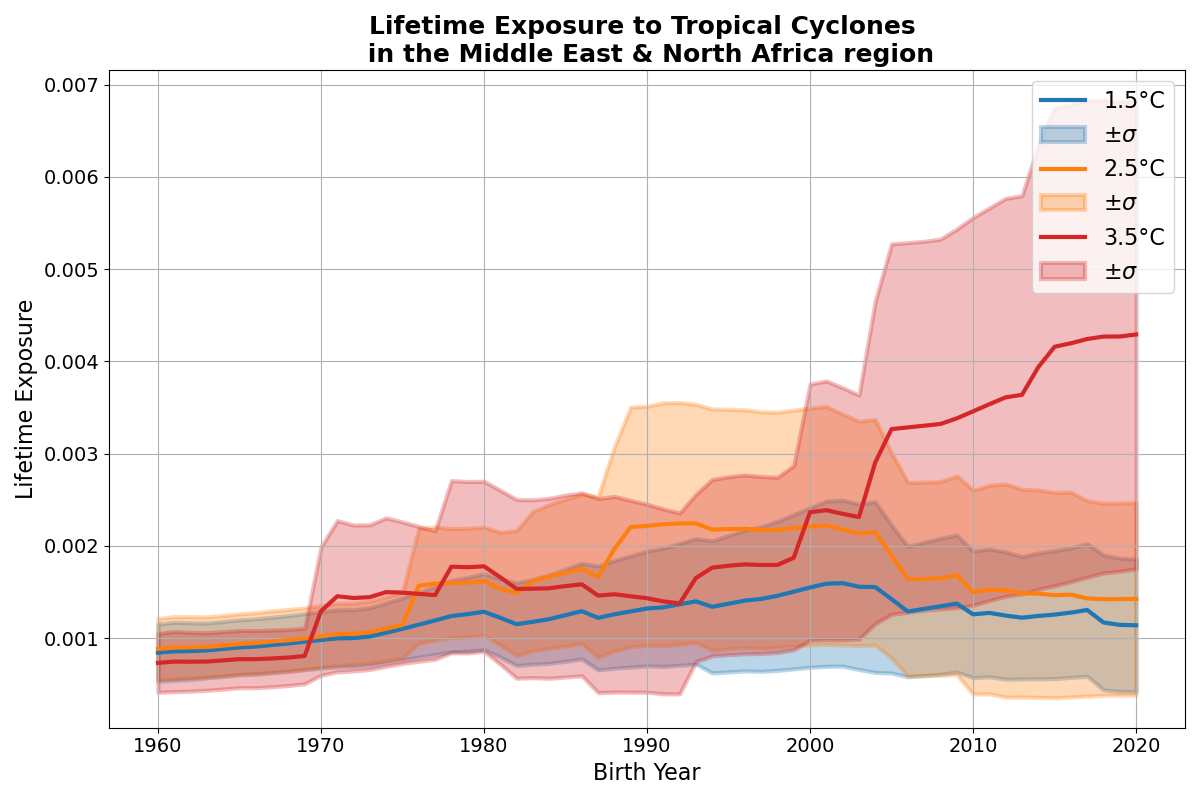 Lifetime Exposure to Tropical Cyclones
in the Middle East & North Africa region
0.007
0.006
0.005
0.004
0.003
0.002
0.001
Lifetime Exposure
1.5°C
±σ
2.5°C
±σ
3.5°C
±σ
1960
1970
1980
1990
2000
2010
2020
Birth Year